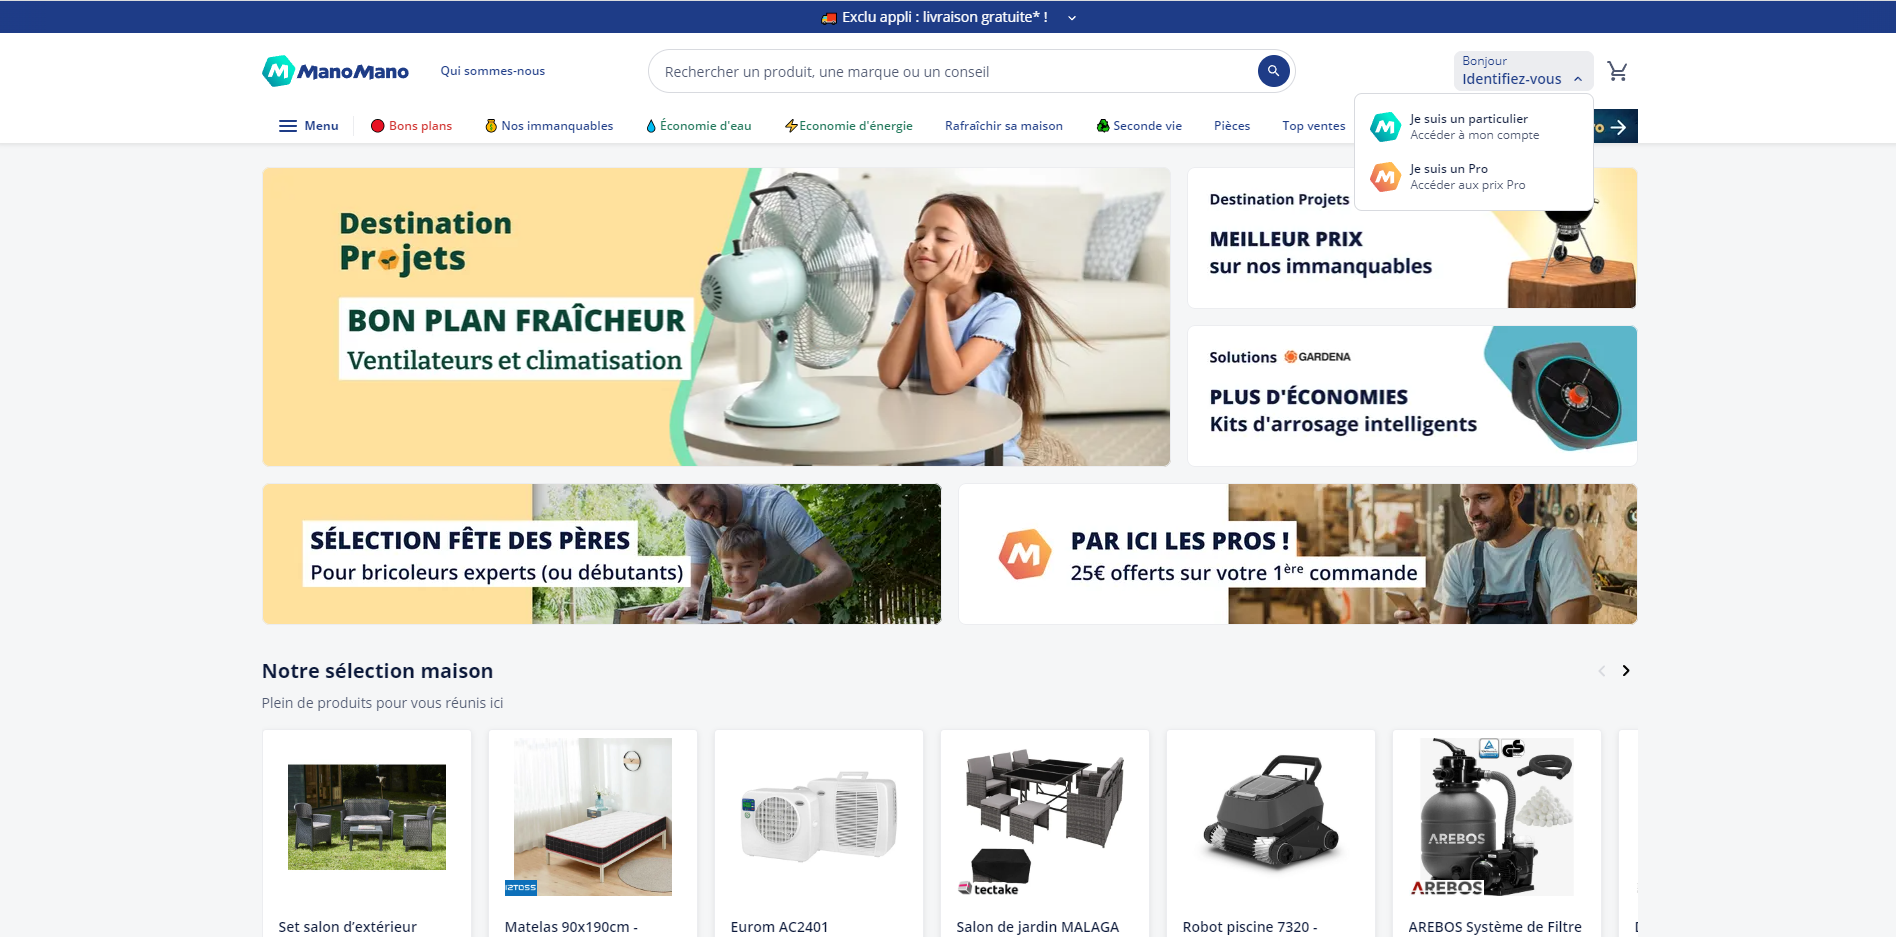 Exclu appli : livraison gratuite* !
ManoMano
Qui sommes-nous
Rechercher un produit, une marque ou un conseil
Bonjour
Identifiez-vous
Menu
Bons plans
Nos immanquables
Économie d'eau
Economie d'énergie
Rafraîchir sa maison
Seconde vie
Pièces
Top ventes
Je suis un particulier
Accéder à mon compte
Je suis un Pro
Accéder aux prix Pro
Destination
Projets
BON PLAN FRAÎCHEUR
Ventilateurs et climatisation
Destination Projets
MEILLEUR PRIX
sur nos immanquables
Solutions GARDENA
PLUS D'ÉCONOMIES
Kits d'arrosage intelligents
SÉLECTION FÊTE DES PÈRES
Pour bricoleurs experts (ou débutants)
PAR ICI LES PROS !
25€ offerts sur votre 1ère commande
Notre sélection maison
Plein de produits pour vous réunis ici
tectake
AREBOS
AREBOS
Set salon d’extérieur
Matelas 90x190cm -
Eurom AC2401
Salon de jardin MALAGA
Robot piscine 7320 -
AREBOS Système de Filtre